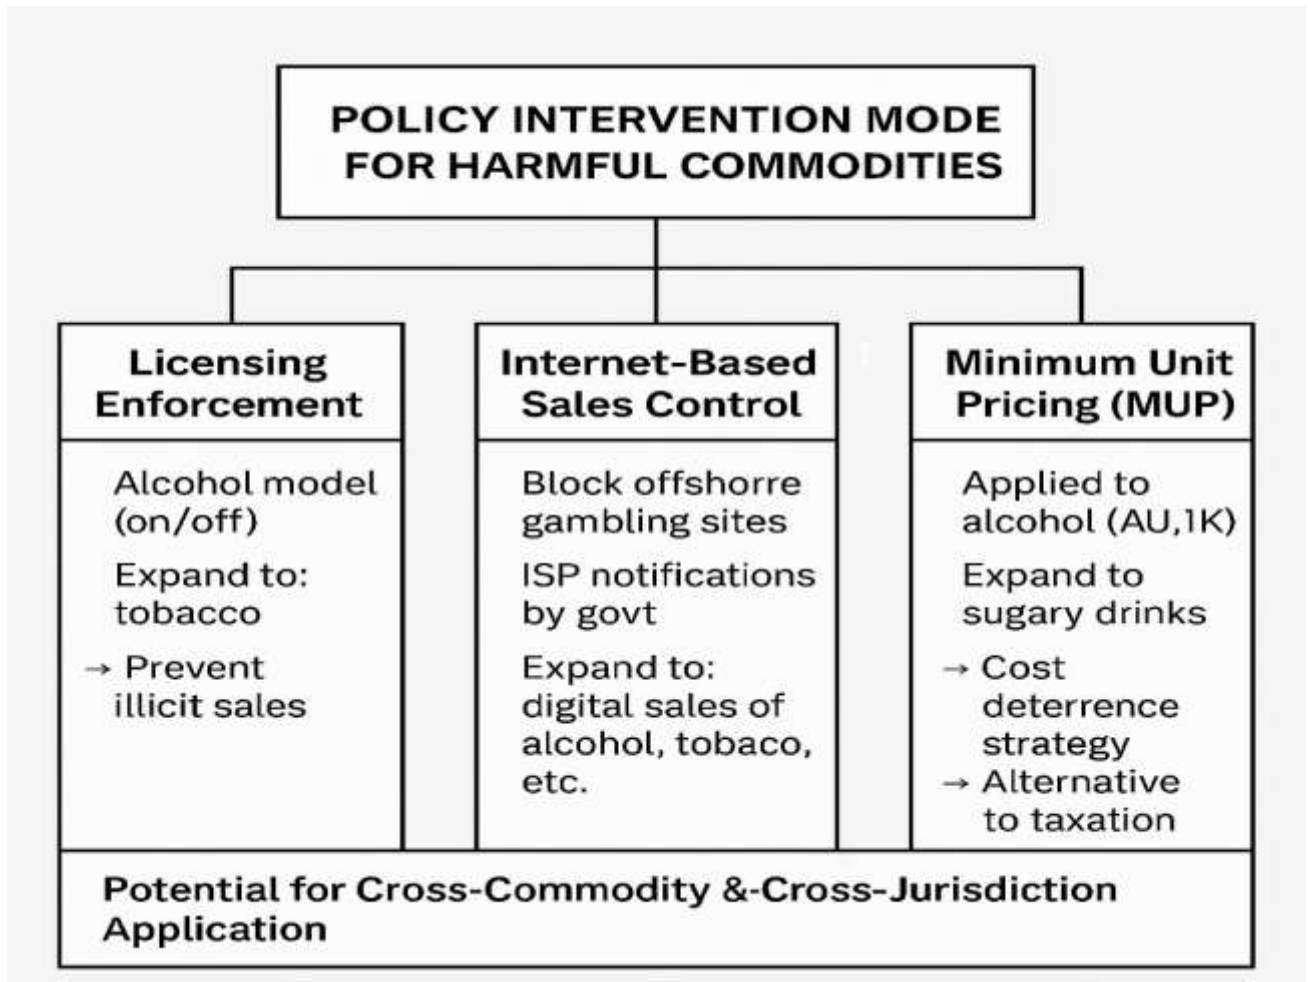 POLICY INTERVENTION MODE
FOR HARMFUL COMMODITIES
Licensing
Enforcement
Alcohol model
(on/off)
Expand to:
tobacco
→ Prevent
illicit sales
Internet-Based
Sales Control
Block offshorre
gambling sites
ISP notifications
by govt
Expand to:
digital sales of
alcohol, tobaco,
etc.
Minimum Unit
Pricing (MUP)
Applied to
alcohol (AU,1K)
Expand to
sugary drinks
→ Cost
deterrence
strategy
→ Alternative
to taxation
Potential for Cross-Commodity &-Cross-Jurisdiction
Application